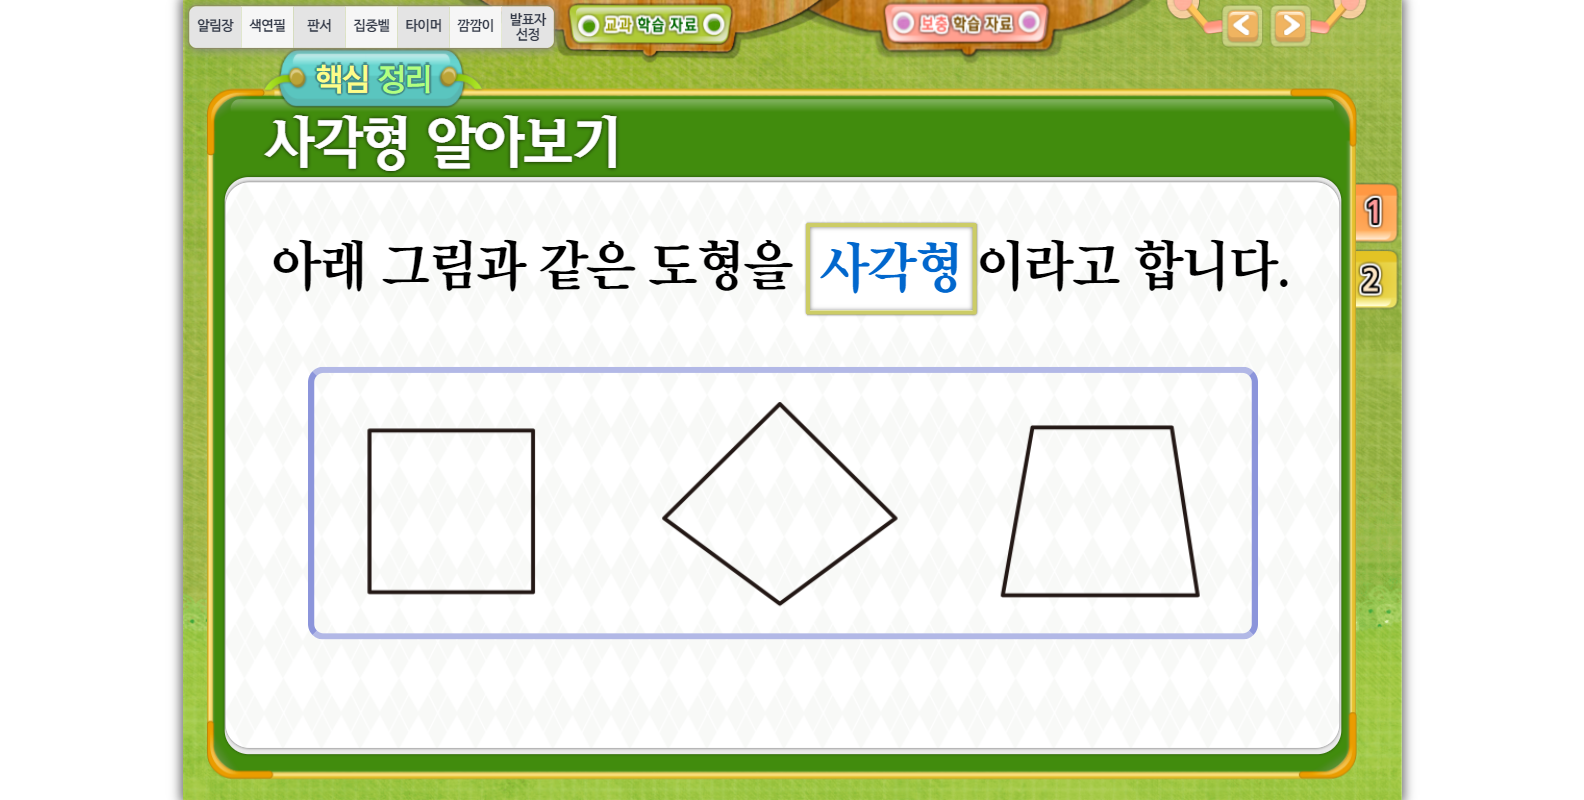 알림장 색연필 판서 집중벨 타이머 깜깜이 발표자
선정
교과 학습 자료
보충 학습 자료
핵심 정리
사각형 알아보기
1
2
아래 그림과 같은 도형을 사각형이라고 합니다.